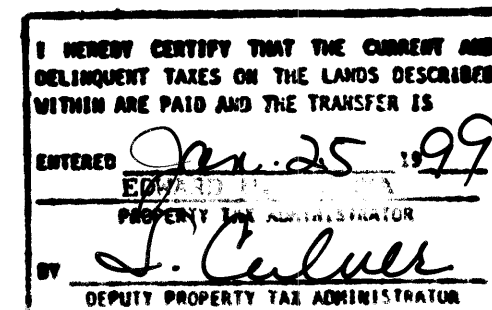 I HEREBY CERTIFY THAT THE CURRENT AND
DELINQUENT TAXES ON THE LANDS DESCRIBED
WITHIN ARE PAID AND THE TRANSFER IS
ENTERED Jan. 25 1999
EDWARD
PROPERTY TAX ADMINISTRATOR
BY L. Culver
DEPUTY PROPERTY TAX ADMINISTRATOR